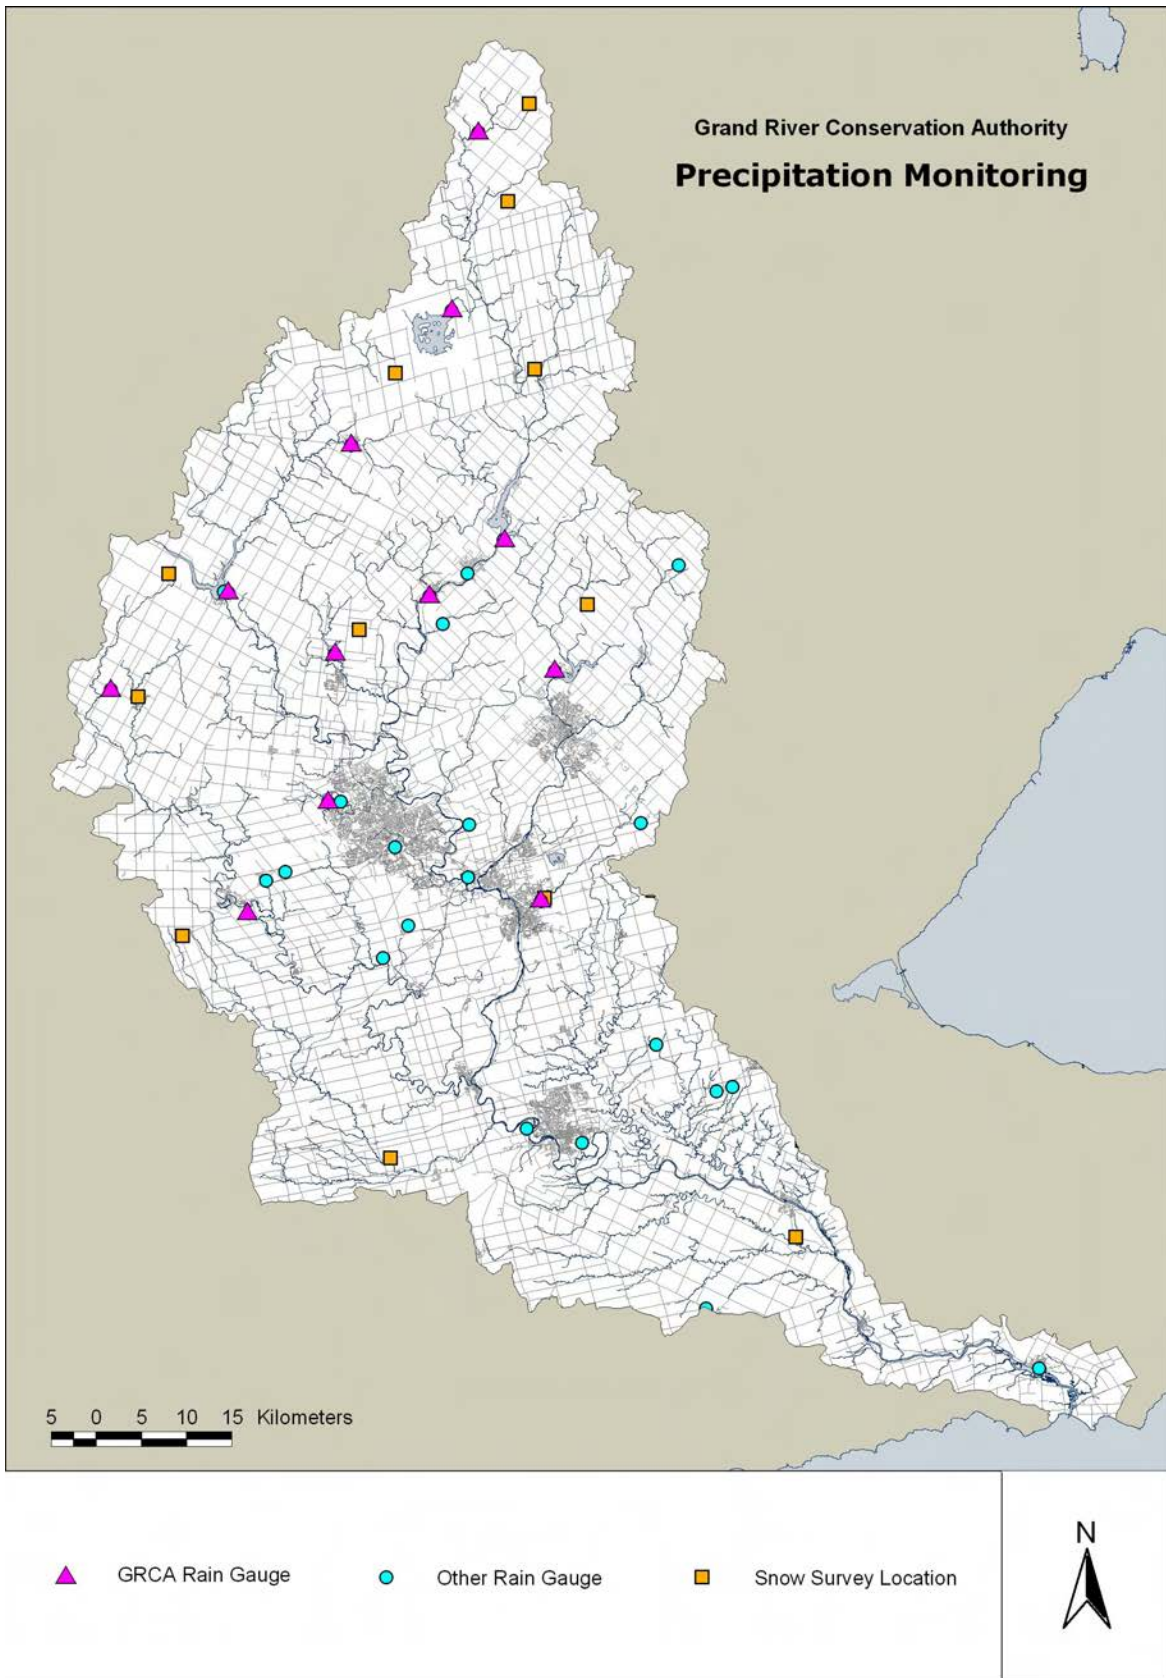 Grand River Conservation Authority
Precipitation Monitoring
5 0 5 10 15 Kilometers
GRCA Rain Gauge
Other Rain Gauge
Snow Survey Location
N